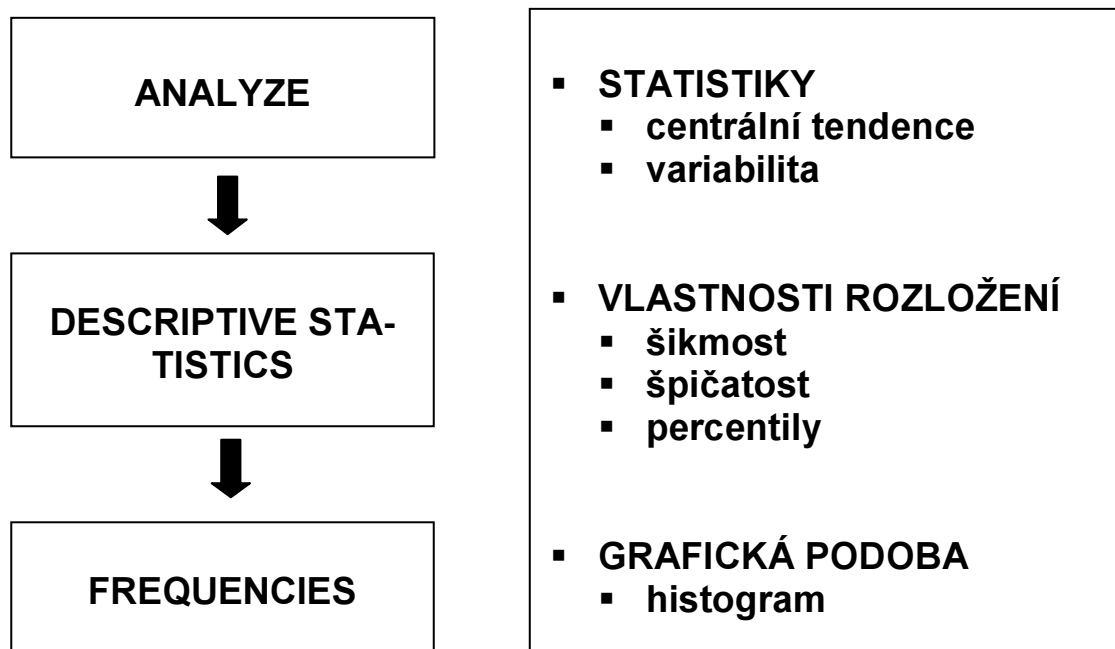 ANALYZE
DESCRIPTIVE STA-
TISTICS
FREQUENCIES
▪ STATISTIKY
▪ centrální tendence
▪ variabilita
▪ VLASTNOSTI ROZLOŽENÍ
▪ šikmost
▪ špičatost
▪ percentily
▪ GRAFICKÁ PODOBA
▪ histogram